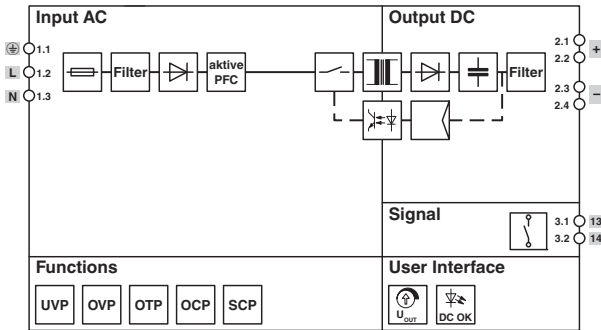 Input AC
Output DC
1.1
L
1.2
N
1.3
Filter
aktive
PFC
Filter
2.1
2.2
+
2.3
2.4
−
Signal
3.1
13
3.2
14
Functions
UVP
OVP
OTP
OCP
SCP
User Interface
UOUT
DC OK